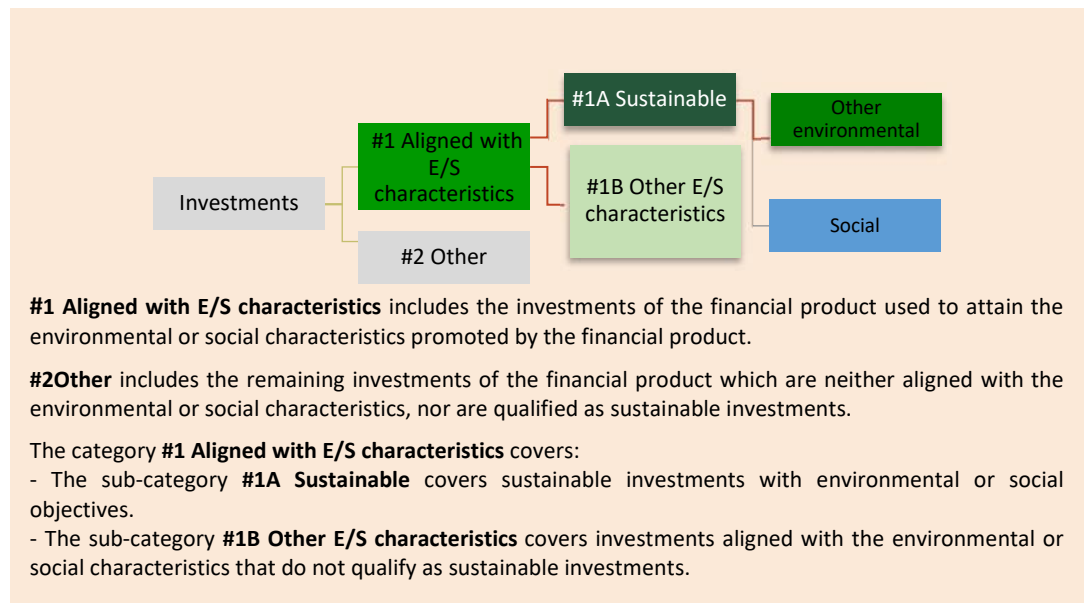 #1A Sustainable
Other
environmental
#1 Aligned with
E/S
characteristics
#1B Other E/S
characteristics
Investments
Social
#2 Other
#1 Aligned with E/S characteristics includes the investments of the financial product used to attain the
environmental or social characteristics promoted by the financial product.
#2Other includes the remaining investments of the financial product which are neither aligned with the
environmental or social characteristics, nor are qualified as sustainable investments.
The category #1 Aligned with E/S characteristics covers:
- The sub-category #1A Sustainable covers sustainable investments with environmental or social
objectives.
- The sub-category #1B Other E/S characteristics covers investments aligned with the environmental or
social characteristics that do not qualify as sustainable investments.